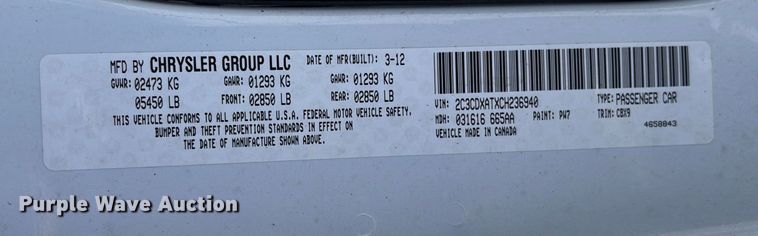 MFD BY CHRYSLER GROUP LLC DATE OF MFR(BUILT): 3-12
GVWR: 02473 KG GAWR: 01293 KG GAWR: 01293 KG
05450 LB FRONT: 02850 LB REAR: 02850 LB
THIS VEHICLE CONFORMS TO ALL APPLICABLE U.S.A. FEDERAL MOTOR VEHICLE SAFETY,
BUMPER AND THEFT PREVENTION STANDARDS IN EFFECT ON
THE DATE OF MANUFACTURE SHOWN ABOVE.
VIN: 2C3CDXATXCH236940 TYPE: PASSENGER CAR
MDH: 031616 665AA PAINT: PW7 TRIM: CBX9
VEHICLE MADE IN CANADA 4658843
Purple Wave Auction